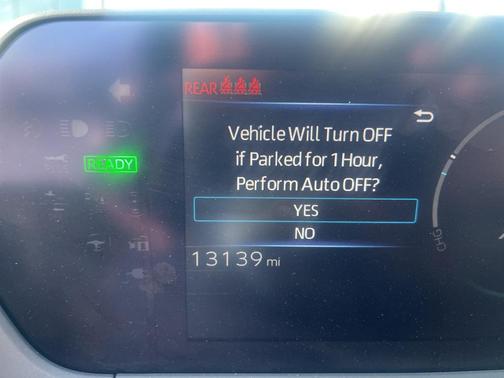 REAR
Vehicle Will Turn OFF
if Parked for 1 Hour,
Perform Auto OFF?
READY
YES
NO
13139 mi
CHG